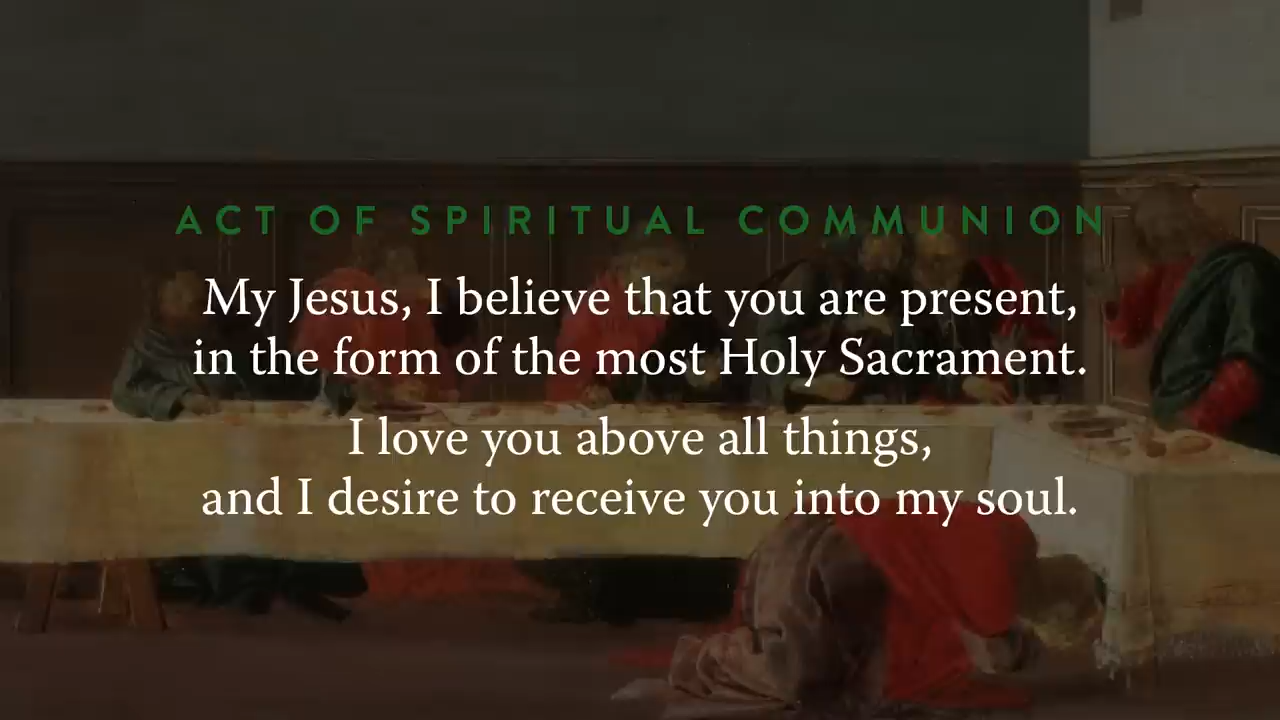 ACT OF SPIRITUAL COMMUNION
My Jesus, I believe that you are present,
in the form of the most Holy Sacrament.
I love you above all things,
and I desire to receive you into my soul.